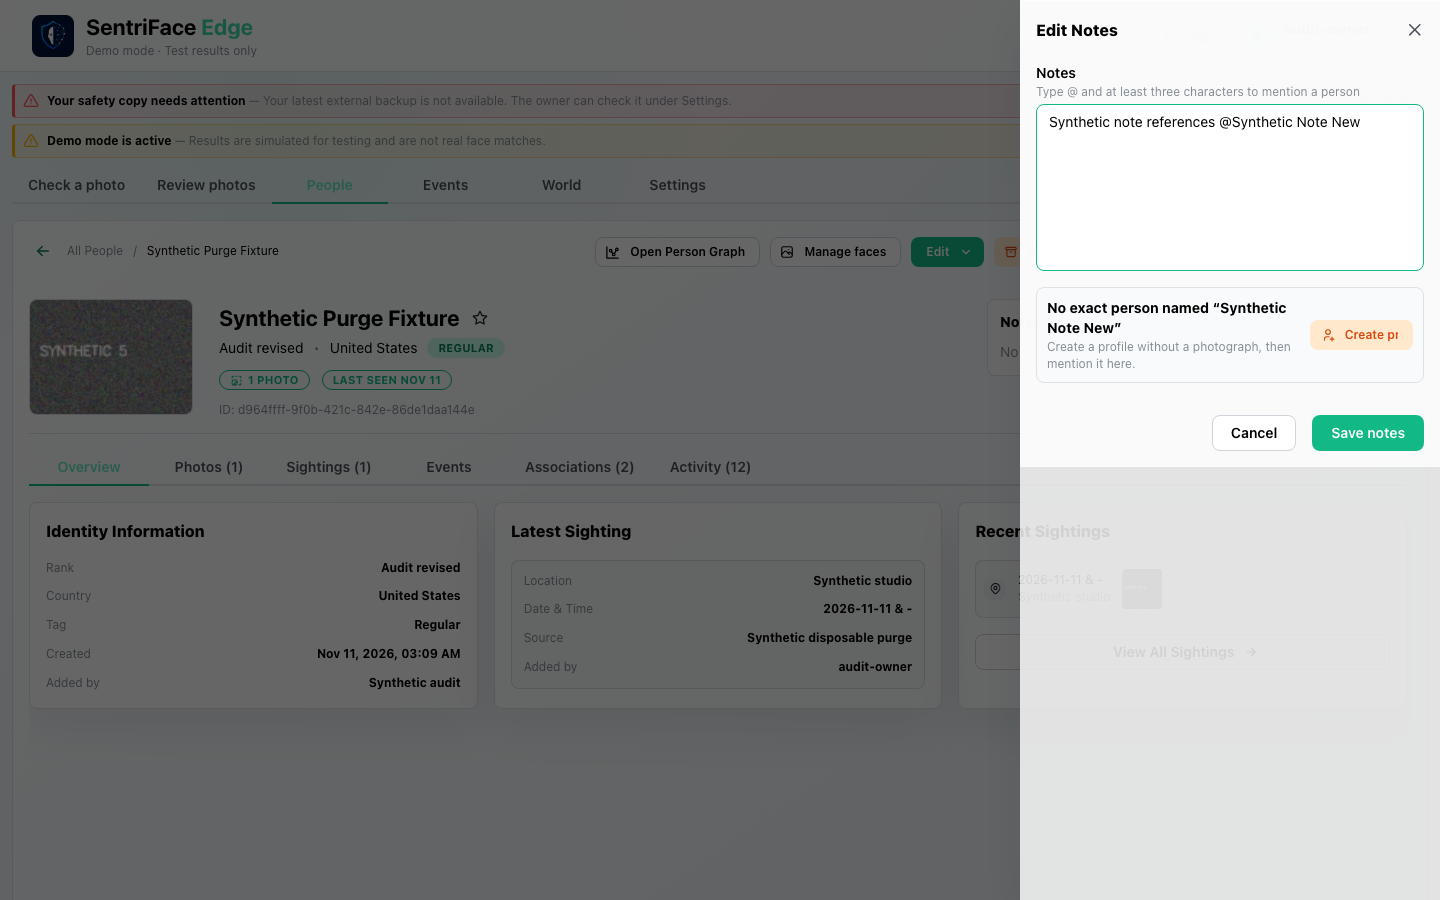 SentriFace Edge
Demo mode · Test results only
Your safety copy needs attention — Your latest external backup is not available. The owner can check it under Settings.
Demo mode is active — Results are simulated for testing and are not real face matches.
Check a photo
Review photos
People
Events
World
Settings
All People / Synthetic Purge Fixture
Open Person Graph
Manage faces
Edit
SYNTHETIC 5
Synthetic Purge Fixture
Audit revised • United States REGULAR
1 PHOTO
LAST SEEN NOV 11
ID: d964ffff-9f0b-421c-842e-86de1daa144e
No
No
Overview
Photos (1)
Sightings (1)
Events
Associations (2)
Activity (12)
Identity Information
Rank Audit revised
Country United States
Tag Regular
Created Nov 11, 2026, 03:09 AM
Added by Synthetic audit
Latest Sighting
Location Synthetic studio
Date & Time 2026-11-11 & -
Source Synthetic disposable purge
Added by audit-owner
Recent Sightings
2026-11-11 & -
Synthetic studio
View All Sightings
Edit Notes
Notes
Type @ and at least three characters to mention a person
Synthetic note references @Synthetic Note New
No exact person named “Synthetic
Note New”
Create a profile without a photograph, then
mention it here.
Create pr
Cancel
Save notes